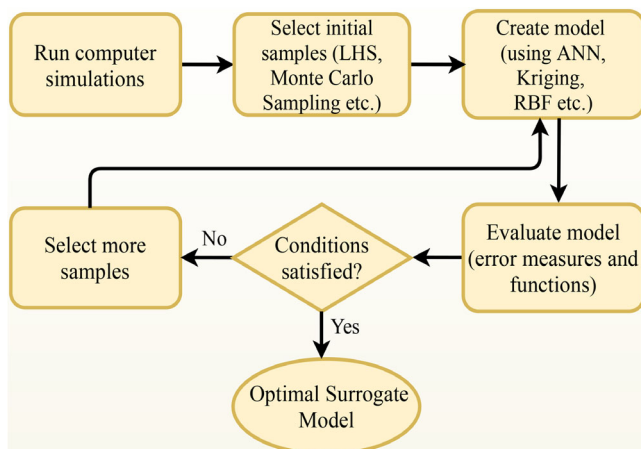 Run computer
simulations
Select initial
samples (LHS,
Monte Carlo
Sampling etc.)
Create model
(using ANN,
Kriging,
RBF etc.)
Evaluate model
(error measures and
functions)
Conditions
satisfied?
No
Select more
samples
Yes
Optimal Surrogate
Model